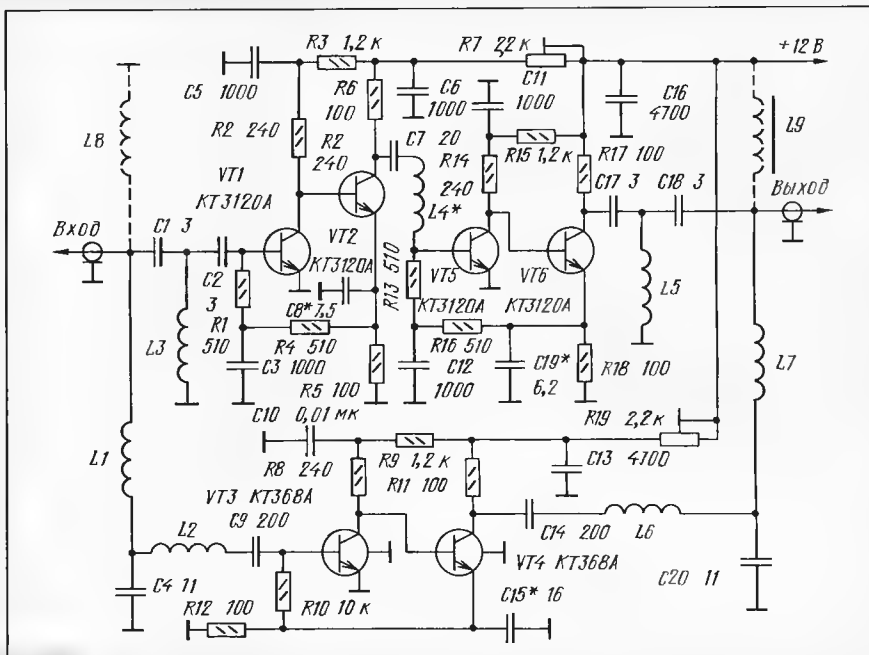 R3 1,2 к
R7 2,2к
+12 В
C5 1000
R6
100
C6
1000
C11
1000
C16
4700
L8
R2 240
R2
240
C7 20
R14
240
R15 1,2 к
R17 100
L9
VT1
КТ3120А
C17 3
C18 3
Выход
Вход
C1 3
L4*
VT2
КТ3120А
VT5
КТ3120А
VT6
КТ3120А
L5
C2
3
R1
510
C8* 7,5
R13 510
L3
R4 510
C3 1000
R16 510
C12
1000
C19*
6,2
R18 100
L7
R5 100
C10 0,01 мк
R19
2,2 к
L1
R8 240
R9 1,2 к
R11 100
C13
4700
VT3 КТ368А
L2
C9 200
C14 200
L6
VT4 КТ368А
C4 11
C20 11
R12 100
R10 10 к
C15* 16